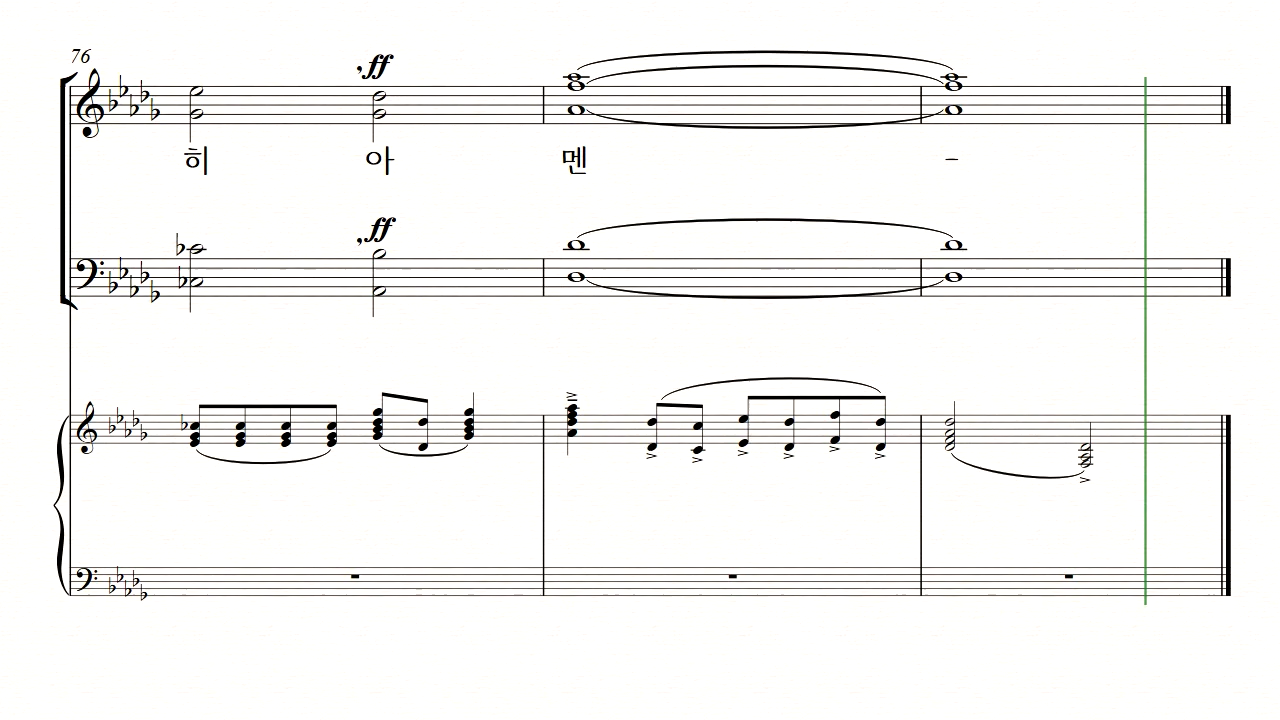 76
, ff
히 아 멘 -
, ff